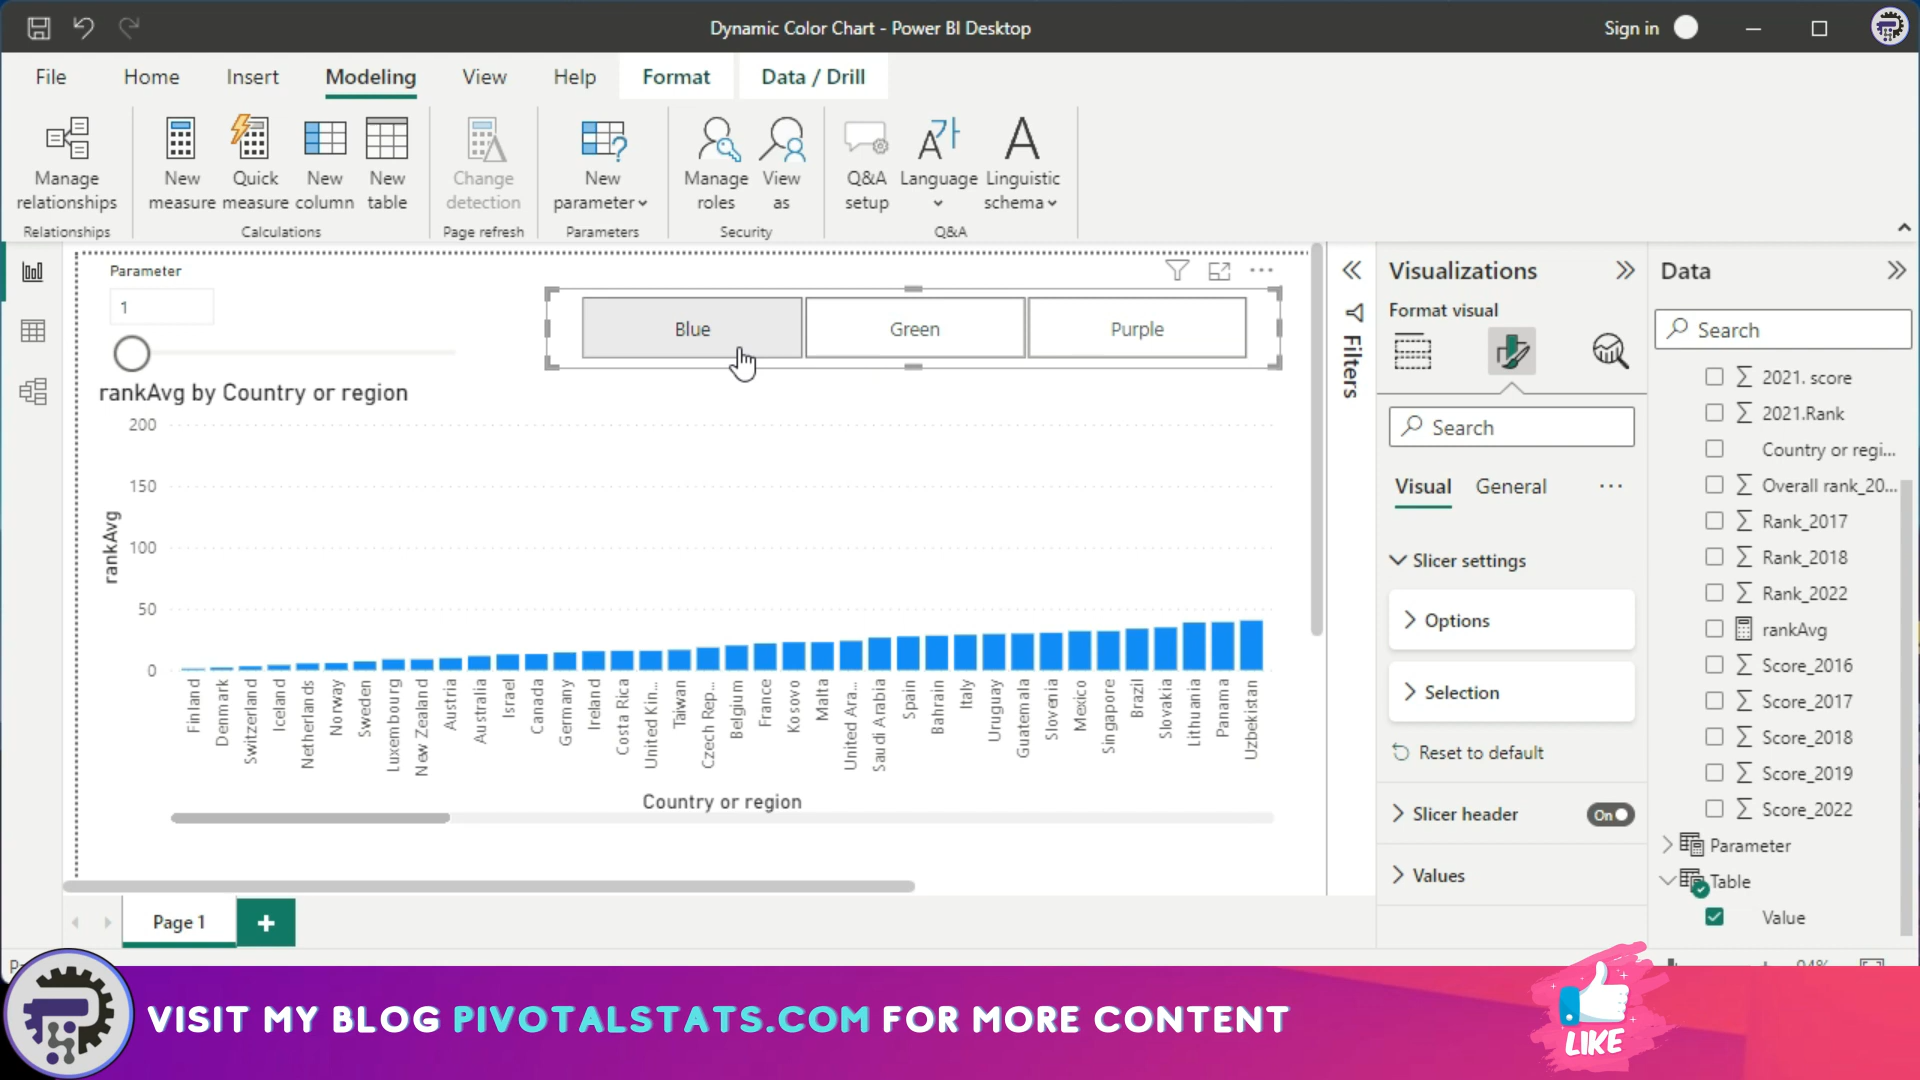 Dynamic Color Chart - Power BI Desktop
Sign in
File Home Insert Modeling View Help Format Data / Drill
Manage relationships
New measure
Quick measure
New column
New table
Change detection
New parameter
Manage roles
View as
Q&A setup
Language
Linguistic schema
Relationships
Calculations
Page refresh
Parameters
Security
Q&A
Parameter
1
Blue
Green
Purple
rankAvg by Country or region
200
150
100
50
0
rankAvg
Finland
Denmark
Switzerland
Iceland
Netherlands
Norway
Sweden
Luxembourg
New Zealand
Austria
Australia
Israel
Canada
Germany
Ireland
Costa Rica
United Kin...
Taiwan
Czech Rep...
Belgium
France
Kosovo
Malta
United Ara...
Saudi Arabia
Spain
Bahrain
Italy
Uruguay
Guatemala
Slovenia
Mexico
Singapore
Brazil
Slovakia
Lithuania
Panama
Uzbekistan
Country or region
Page 1
Filters
Visualizations
Format visual
Search
Visual
General
Slicer settings
Options
Selection
Reset to default
Slicer header
On
Values
Data
Search
2021. score
2021.Rank
Country or regi...
Overall rank_20...
Rank_2017
Rank_2018
Rank_2022
rankAvg
Score_2016
Score_2017
Score_2018
Score_2019
Score_2022
Parameter
Table
Value
VISIT MY BLOG PIVOTALSTATS.COM FOR MORE CONTENT
LIKE